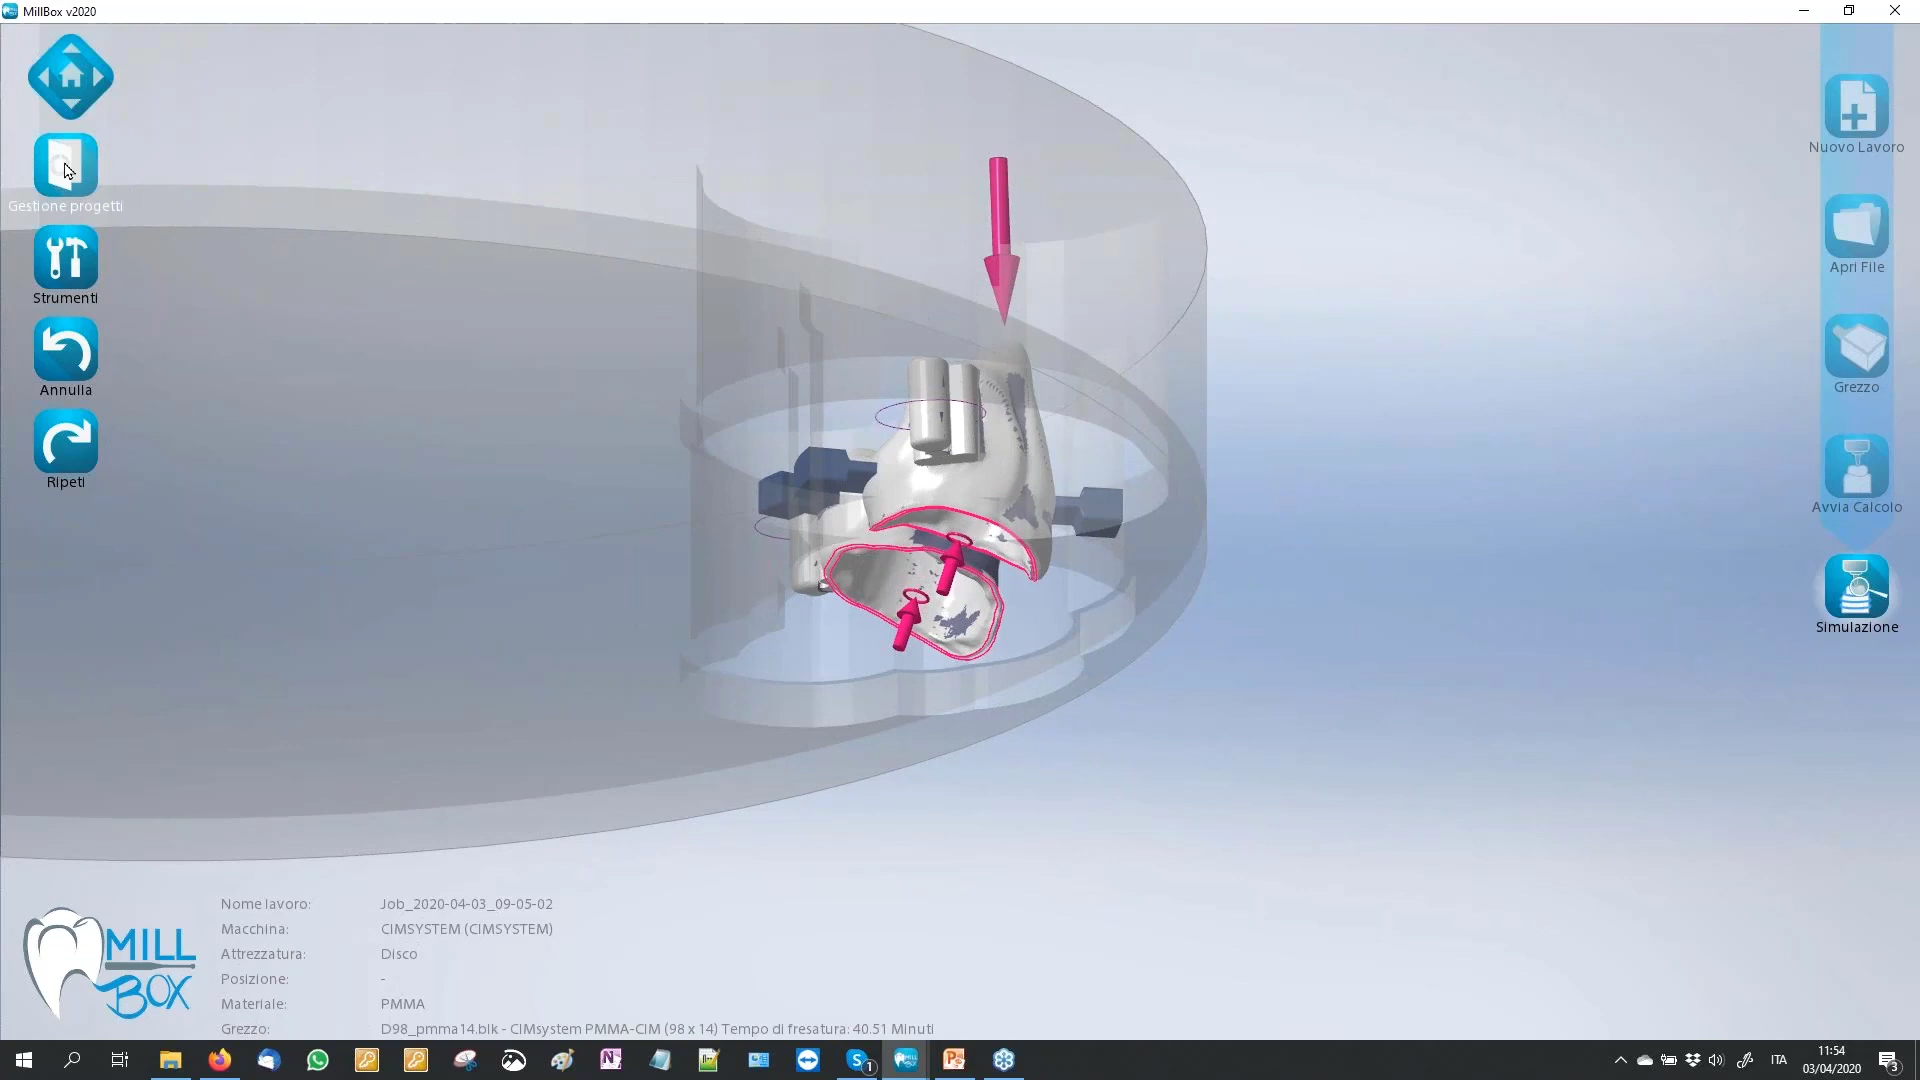 MillBox v2020
Gestione progetti
Strumenti
Annulla
Ripeti
Nuovo Lavoro
Apri File
Grezzo
Avvia Calcolo
Simulazione
MILL
BOX
Nome lavoro: Job_2020-04-03_09-05-02
Macchina: CIMSYSTEM (CIMSYSTEM)
Attrezzatura: Disco
Posizione: -
Materiale: PMMA
Grezzo: D98_pmma14.blk - CIMsystem PMMA-CIM (98 x 14) Tempo di fresatura: 40.51 Minuti
1
ITA
11:54
03/04/2020
3